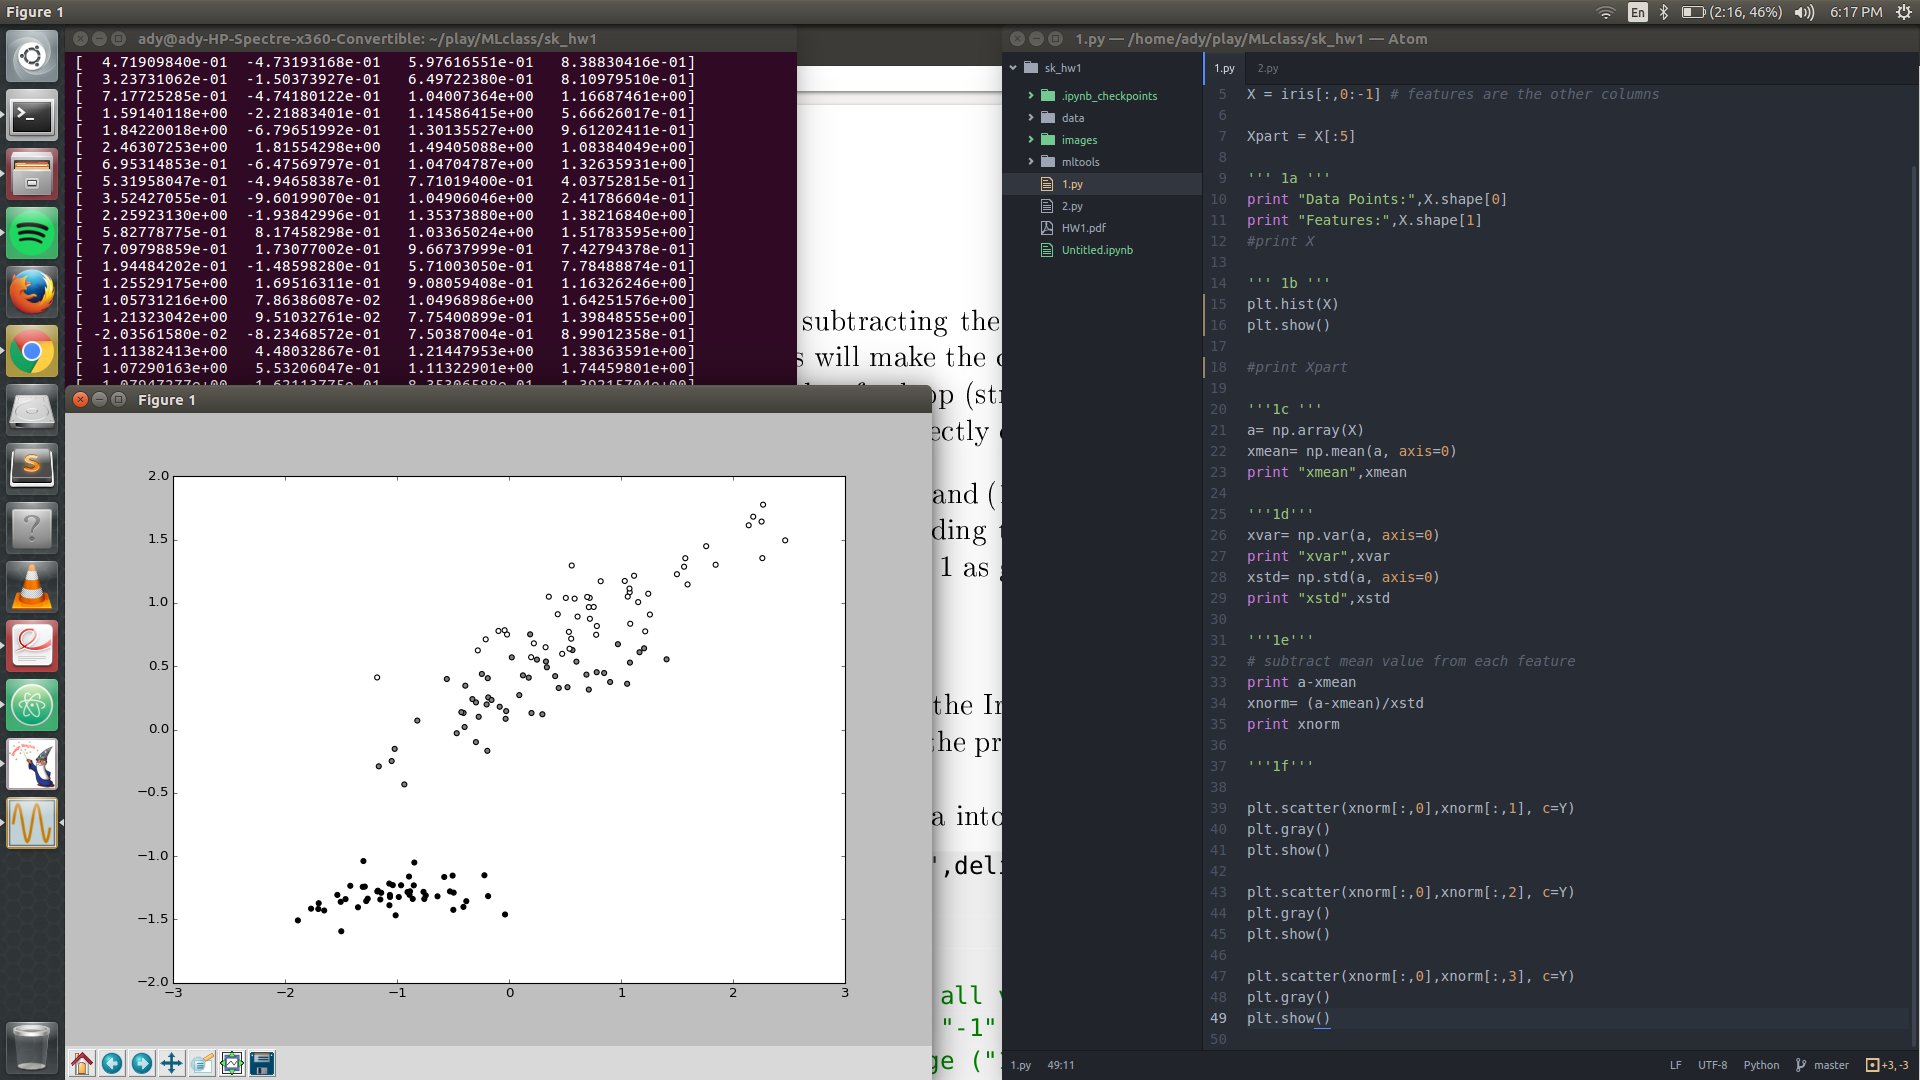 Figure 1
En
(2:16, 46%)
6:17 PM
ady@ady-HP-Spectre-x360-Convertible: ~/play/MLclass/sk_hw1
[  4.71909840e-01  -4.73193168e-01   5.97616551e-01   8.38830416e-01]
[  3.23731062e-01  -1.50373927e-01   6.49722380e-01   8.10979510e-01]
[  7.17725285e-01  -4.74180122e-01   1.04007364e+00   1.16687461e+00]
[  1.59140118e+00  -2.21883401e-01   1.14586415e+00   5.66626017e-01]
[  1.84220018e+00  -6.79651992e-01   1.30135527e+00   9.61202411e-01]
[  2.46307253e+00   1.81554298e+00   1.49405088e+00   1.08384049e+00]
[  6.95314853e-01  -6.47569797e-01   1.04704787e+00   1.32635931e+00]
[  5.31958047e-01  -4.94658387e-01   7.71019400e-01   4.03752815e-01]
[  3.52427055e-01  -9.60199070e-01   1.04906046e+00   2.41786604e-01]
[  2.25923130e+00  -1.93842996e-01   1.35373880e+00   1.38216840e+00]
[  5.82778775e-01   8.17458298e-01   1.03365024e+00   1.51783595e+00]
[  7.09798859e-01   1.73077002e-01   9.66737999e-01   7.42794378e-01]
[  1.94484202e-01  -1.48598280e-01   5.71003050e-01   7.78488874e-01]
[  1.25529175e+00   1.69516311e-01   9.08059408e-01   1.16326246e+00]
[  1.05731216e+00   7.86386087e-02   1.04968986e+00   1.64251576e+00]
[  1.21323042e+00   9.51032761e-02   7.75400899e-01   1.39848555e+00]
[ -2.03561580e-02  -8.23468572e-01   7.50387004e-01   8.99012358e-01]
[  1.11382413e+00   4.48032867e-01   1.21447953e+00   1.38363591e+00]
[  1.07290163e+00   5.53206047e-01   1.11322901e+00   1.74459801e+00]
subtracting the
s will make the
op (st
ectly
and (
ding t
1 as g
the Ir
the pr
a into
',deli
all
"-1"
ge ("
Figure 1
2.0
1.5
1.0
0.5
0.0
−0.5
−1.0
−1.5
−2.0
−3
−2
−1
0
1
2
3
1.py — /home/ady/play/MLclass/sk_hw1 — Atom
sk_hw1
.ipynb_checkpoints
data
images
mltools
1.py
2.py
HW1.pdf
Untitled.ipynb
1.py
2.py
5 X = iris[:,0:-1] # features are the other columns
6
7 Xpart = X[:5]
8
9 ''' 1a '''
10 print "Data Points:",X.shape[0]
11 print "Features:",X.shape[1]
12 #print X
13
14 ''' 1b '''
15 plt.hist(X)
16 plt.show()
17
18 #print Xpart
19
20 '''1c '''
21 a= np.array(X)
22 xmean= np.mean(a, axis=0)
23 print "xmean",xmean
24
25 '''1d'''
26 xvar= np.var(a, axis=0)
27 print "xvar",xvar
28 xstd= np.std(a, axis=0)
29 print "xstd",xstd
30
31 '''1e'''
32 # subtract mean value from each feature
33 print a-xmean
34 xnorm= (a-xmean)/xstd
35 print xnorm
36
37 '''1f'''
38
39 plt.scatter(xnorm[:,0],xnorm[:,1], c=Y)
40 plt.gray()
41 plt.show()
42
43 plt.scatter(xnorm[:,0],xnorm[:,2], c=Y)
44 plt.gray()
45 plt.show()
46
47 plt.scatter(xnorm[:,0],xnorm[:,3], c=Y)
48 plt.gray()
49 plt.show()
50
1.py 49:11
LF UTF-8 Python master +3, -3